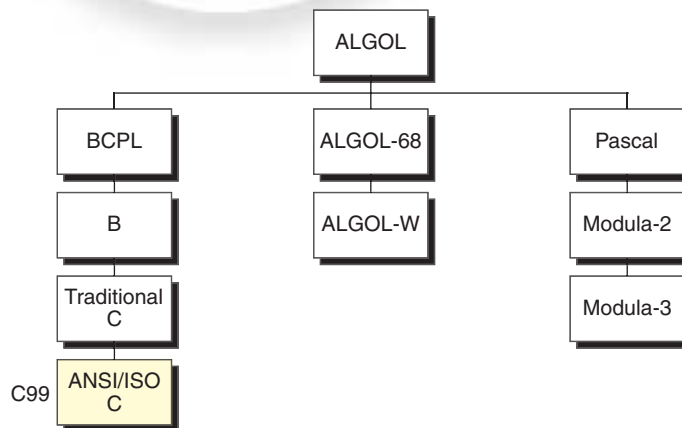 ALGOL
BCPL
ALGOL-68
Pascal
B
ALGOL-W
Modula-2
Traditional
C
Modula-3
C99
ANSI/ISO
C